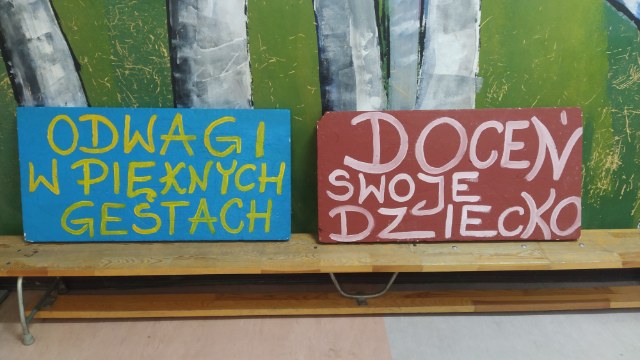 ODWAGI
W PIĘKNYCH
GESTACH
DOCEŃ
SWOJE
DZIECKO